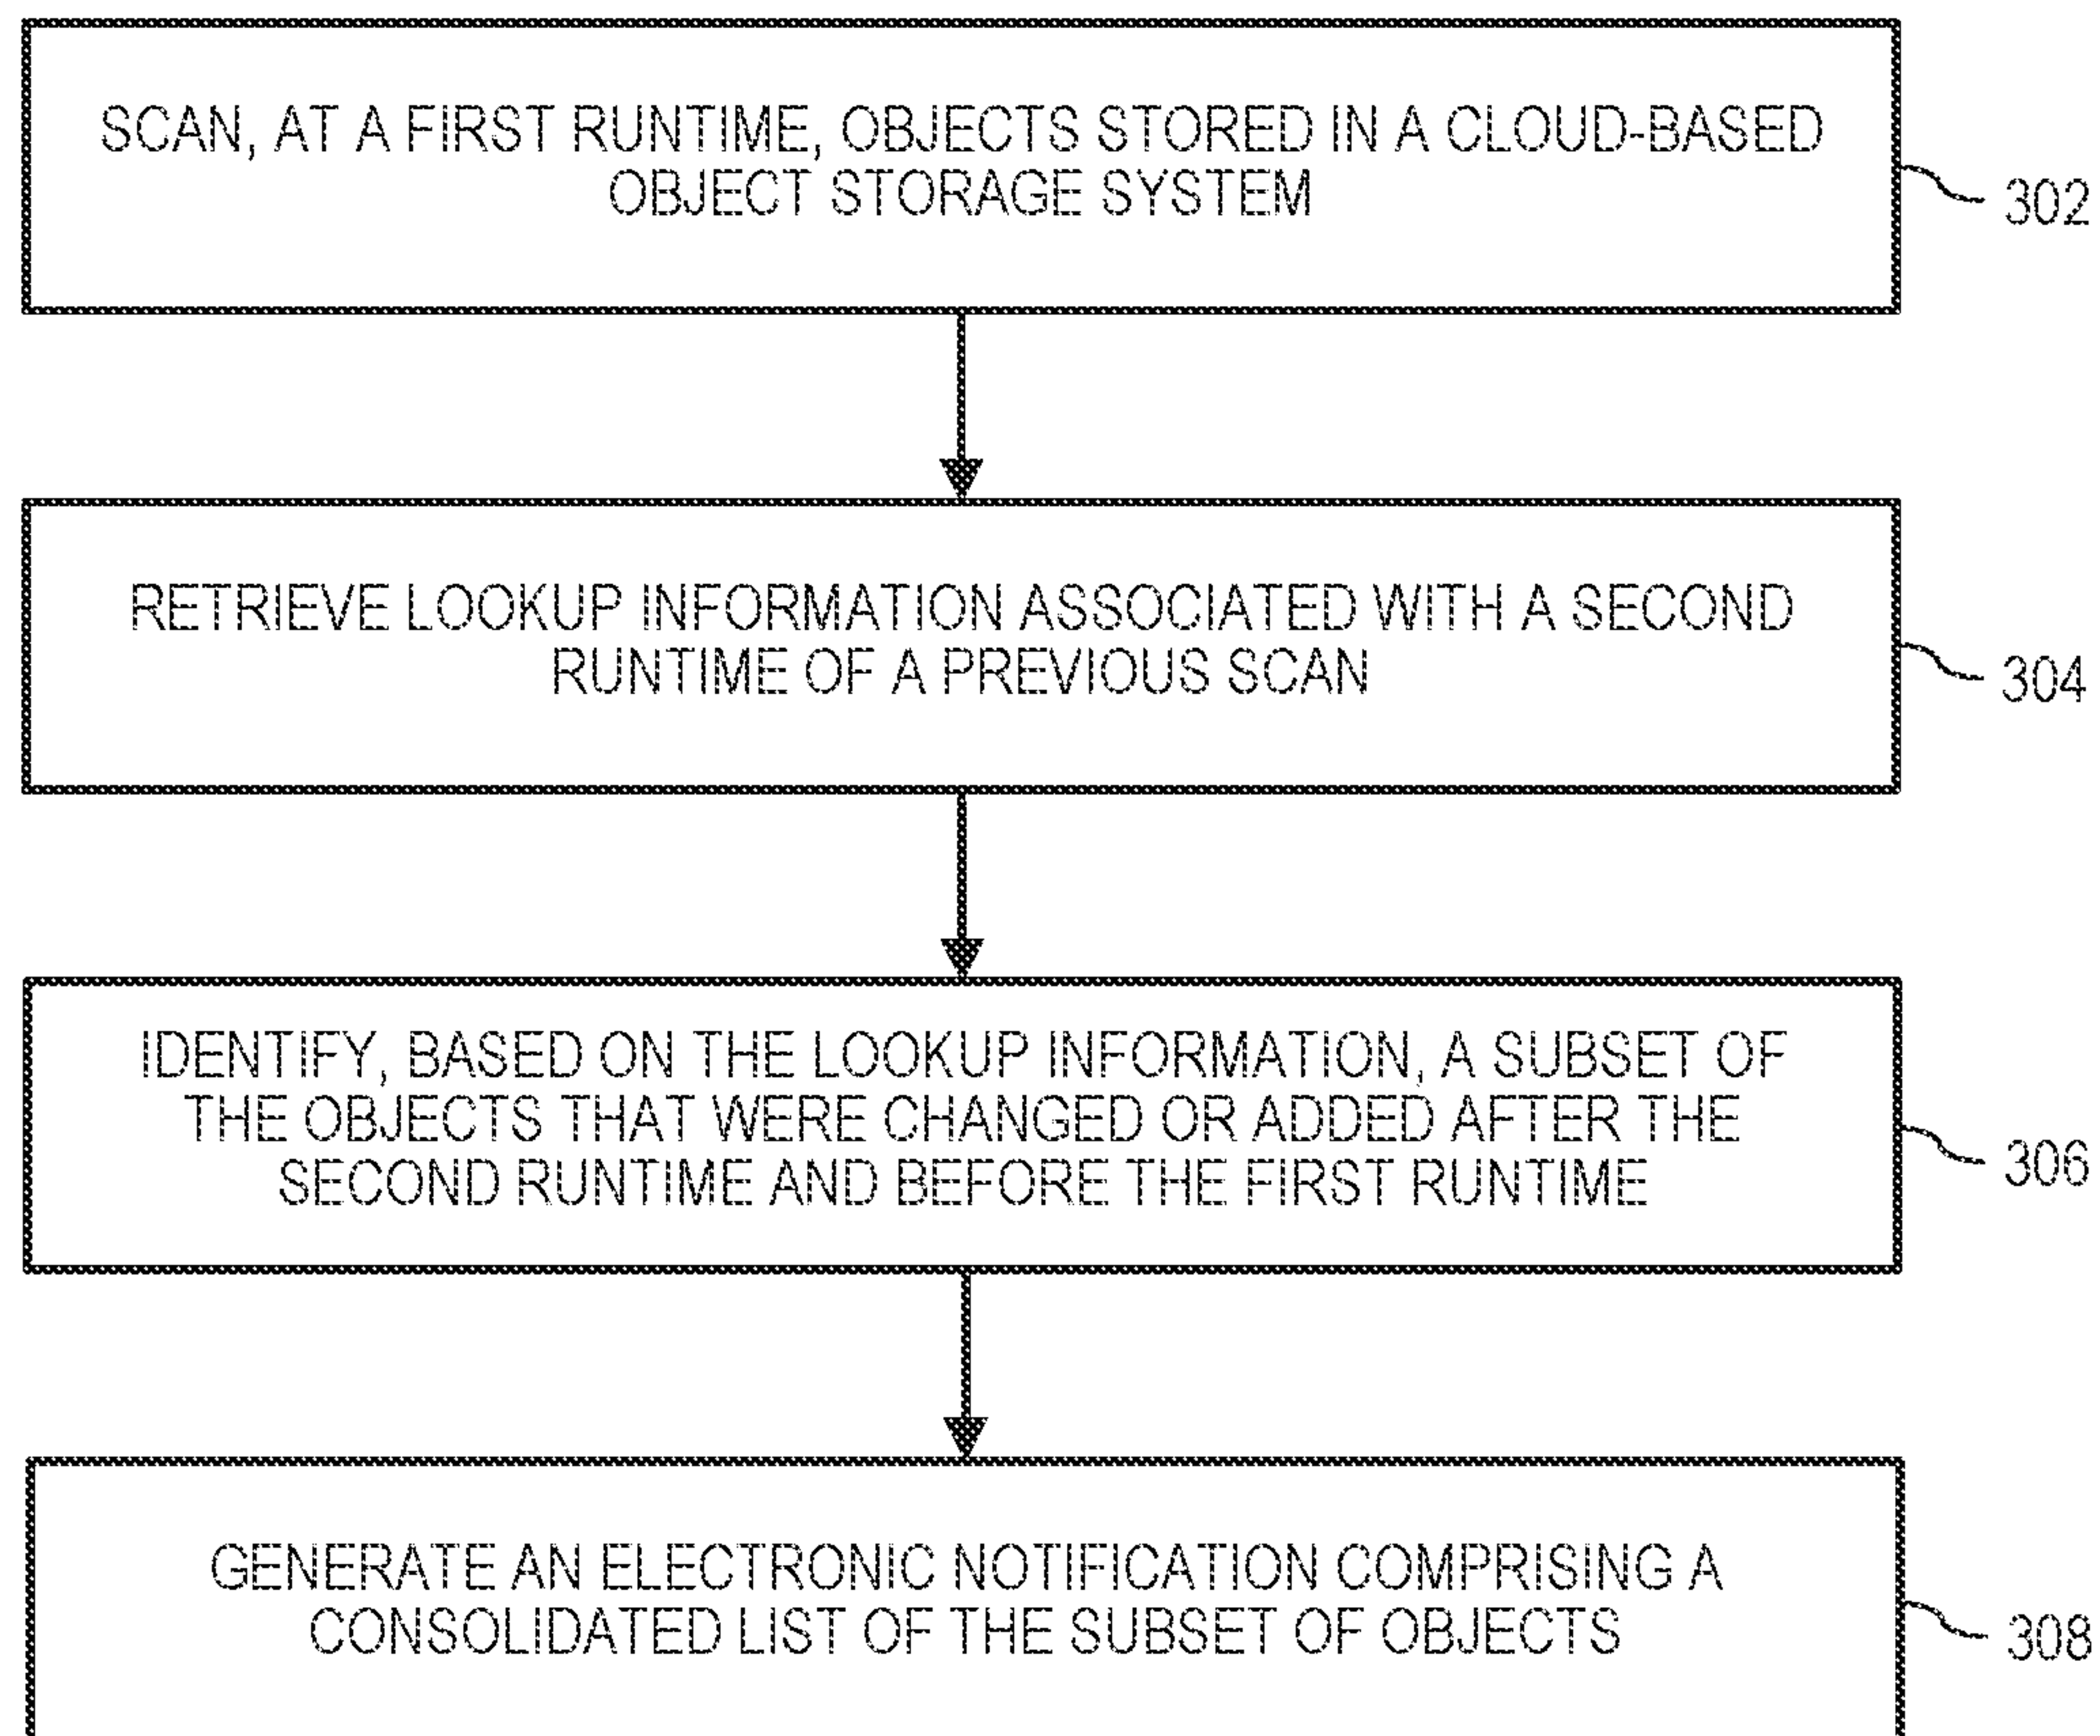 SCAN, AT A FIRST RUNTIME, OBJECTS STORED IN A CLOUD-BASED
OBJECT STORAGE SYSTEM
302
RETRIEVE LOOKUP INFORMATION ASSOCIATED WITH A SECOND
RUNTIME OF A PREVIOUS SCAN
304
IDENTIFY, BASED ON THE LOOKUP INFORMATION, A SUBSET OF
THE OBJECTS THAT WERE CHANGED OR ADDED AFTER THE
SECOND RUNTIME AND BEFORE THE FIRST RUNTIME
306
GENERATE AN ELECTRONIC NOTIFICATION COMPRISING A
CONSOLIDATED LIST OF THE SUBSET OF OBJECTS
308